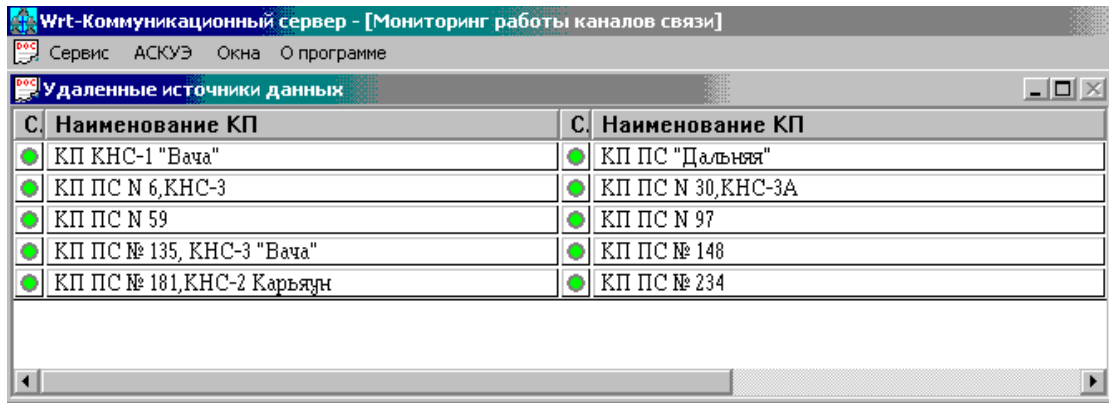 Wrt-Коммуникационный сервер - [Мониторинг работы каналов связи]
Сервис АСКУЭ Окна О программе
Удаленные источники данных
С. Наименование КП С. Наименование КП
КП КНС-1 "Вача" КП ПС "Дальняя"
КП ПС N 6,КНС-3 КП ПС N 30,КНС-3А
КП ПС N 59 КП ПС N 97
КП ПС № 135, КНС-3 "Вача" КП ПС № 148
КП ПС № 181,КНС-2 Карьяун КП ПС № 234